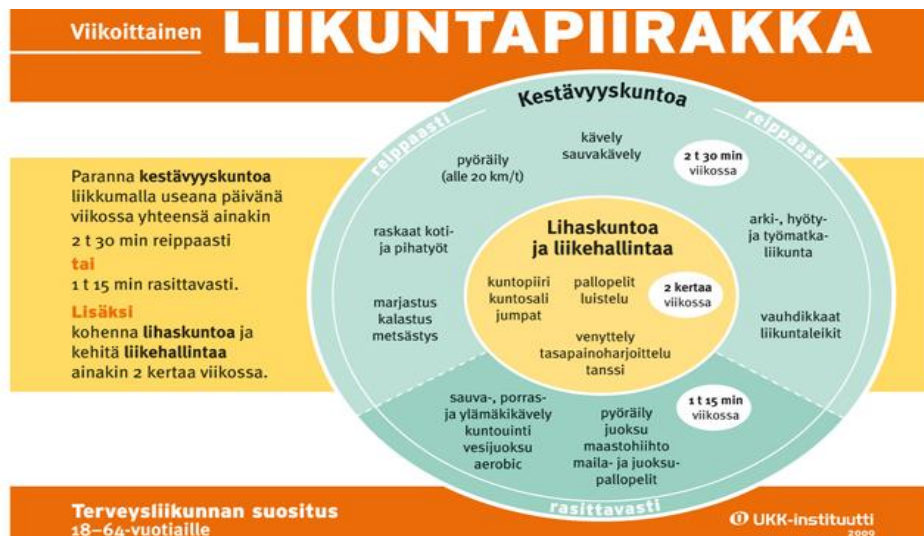 Viikoittainen LIIKUNTAPIIRAKKA
Paranna kestävyyskuntoa
liikkumalla useana päivänä
viikossa yhteensä ainakin
2 t 30 min reippaasti
tai
1 t 15 min rasittavasti.
Lisäksi
kohenna lihaskuntoa ja
kehitä liikehallintaa
ainakin 2 kertaa viikossa.
Kestävyyskuntoa
reippaasti
reippaasti
kävely
sauvakävely
pyöräily
(alle 20 km/t)
2 t 30 min
viikossa
raskaat koti-
ja pihatyöt
arki-, hyöty-
ja työmatka-
liikunta
marjastus
kalastus
metsästys
vauhdikkaat
liikuntaleikit
Lihaskuntoa
ja liikehallintaa
kuntopiiri
kuntosali
jumpat
pallopelit
luistelu
2 kertaa
viikossa
venyttely
tasapainoharjoittelu
tanssi
sauva-, porras-
ja ylämäkikävely
kuntouinti
vesijuoksu
aerobic
pyöräily
juoksu
maastohiihto
maila- ja juoksu-
pallopelit
1 t 15 min
viikossa
rasittavasti
Terveysliikunnan suositus
18–64-vuotiaille
UKK-instituutti
2009